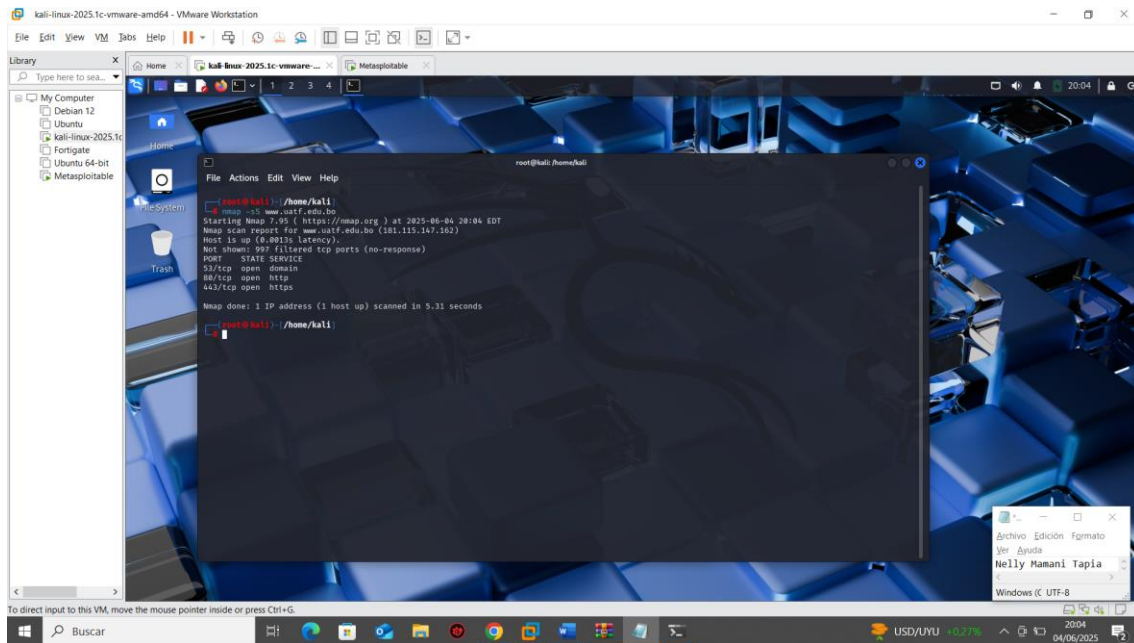 kali-linux-2025.1c-vmware-amd64 - VMware Workstation
File Edit View VM Tabs Help
Library X
Home
kali-linux-2025.1c-vmware-...
Metasploitable
Type here to sea...
1 2 3 4
20:04
My Computer
Debian 12
Ubuntu
kali-linux-2025.1c
Fortigate
Ubuntu 64-bit
Metasploitable
Home
File System
Trash
root@kali: /home/kali
File Actions Edit View Help
(root@kali)-[/home/kali]
# nmap -sS www.uatf.edu.bo
Starting Nmap 7.95 ( https://nmap.org ) at 2025-06-04 20:04 EDT
Nmap scan report for www.uatf.edu.bo (181.115.147.162)
Host is up (0.0013s latency).
Not shown: 997 filtered tcp ports (no-response)
PORT STATE SERVICE
53/tcp open domain
80/tcp open http
443/tcp open https
Nmap done: 1 IP address (1 host up) scanned in 5.31 seconds
(root@kali)-[/home/kali]
#
Archivo Edición Formato
Ver Ayuda
Nelly Mamani Tapia
Windows (C UTF-8
To direct input to this VM, move the mouse pointer inside or press Ctrl+G.
Buscar
USD/UYU +0,27%
20:04
04/06/2025